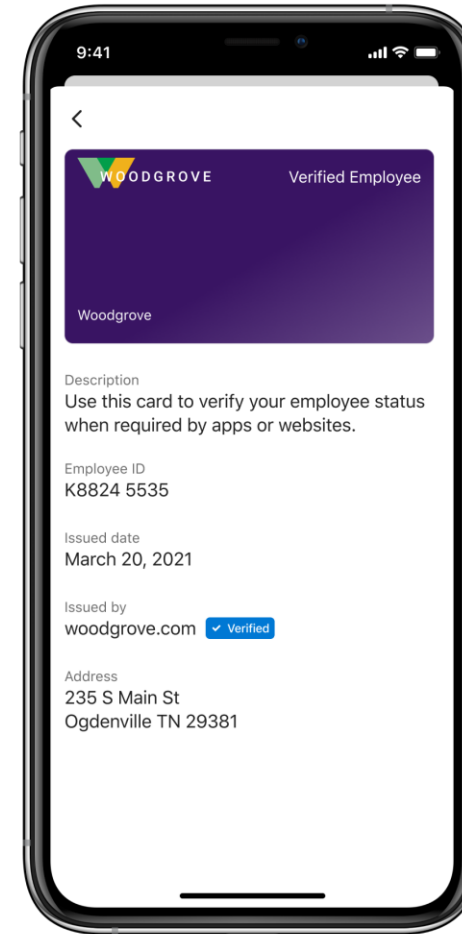 9:41
WOODGROVE
Verified Employee
Woodgrove
Description
Use this card to verify your employee status
when required by apps or websites.
Employee ID
K8824 5535
Issued date
March 20, 2021
Issued by
woodgrove.com Verified
Address
235 S Main St
Ogdenville TN 29381